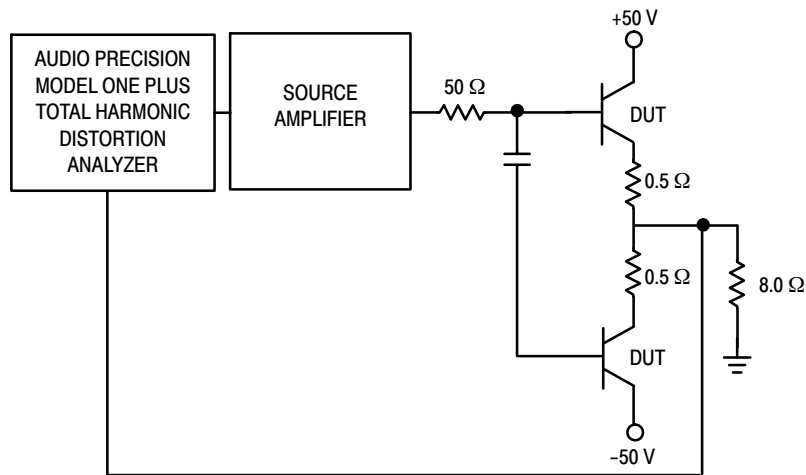 AUDIO PRECISION
MODEL ONE PLUS
TOTAL HARMONIC
DISTORTION
ANALYZER
SOURCE
AMPLIFIER
50 Ω
+50 V
DUT
0.5 Ω
0.5 Ω
8.0 Ω
DUT
-50 V